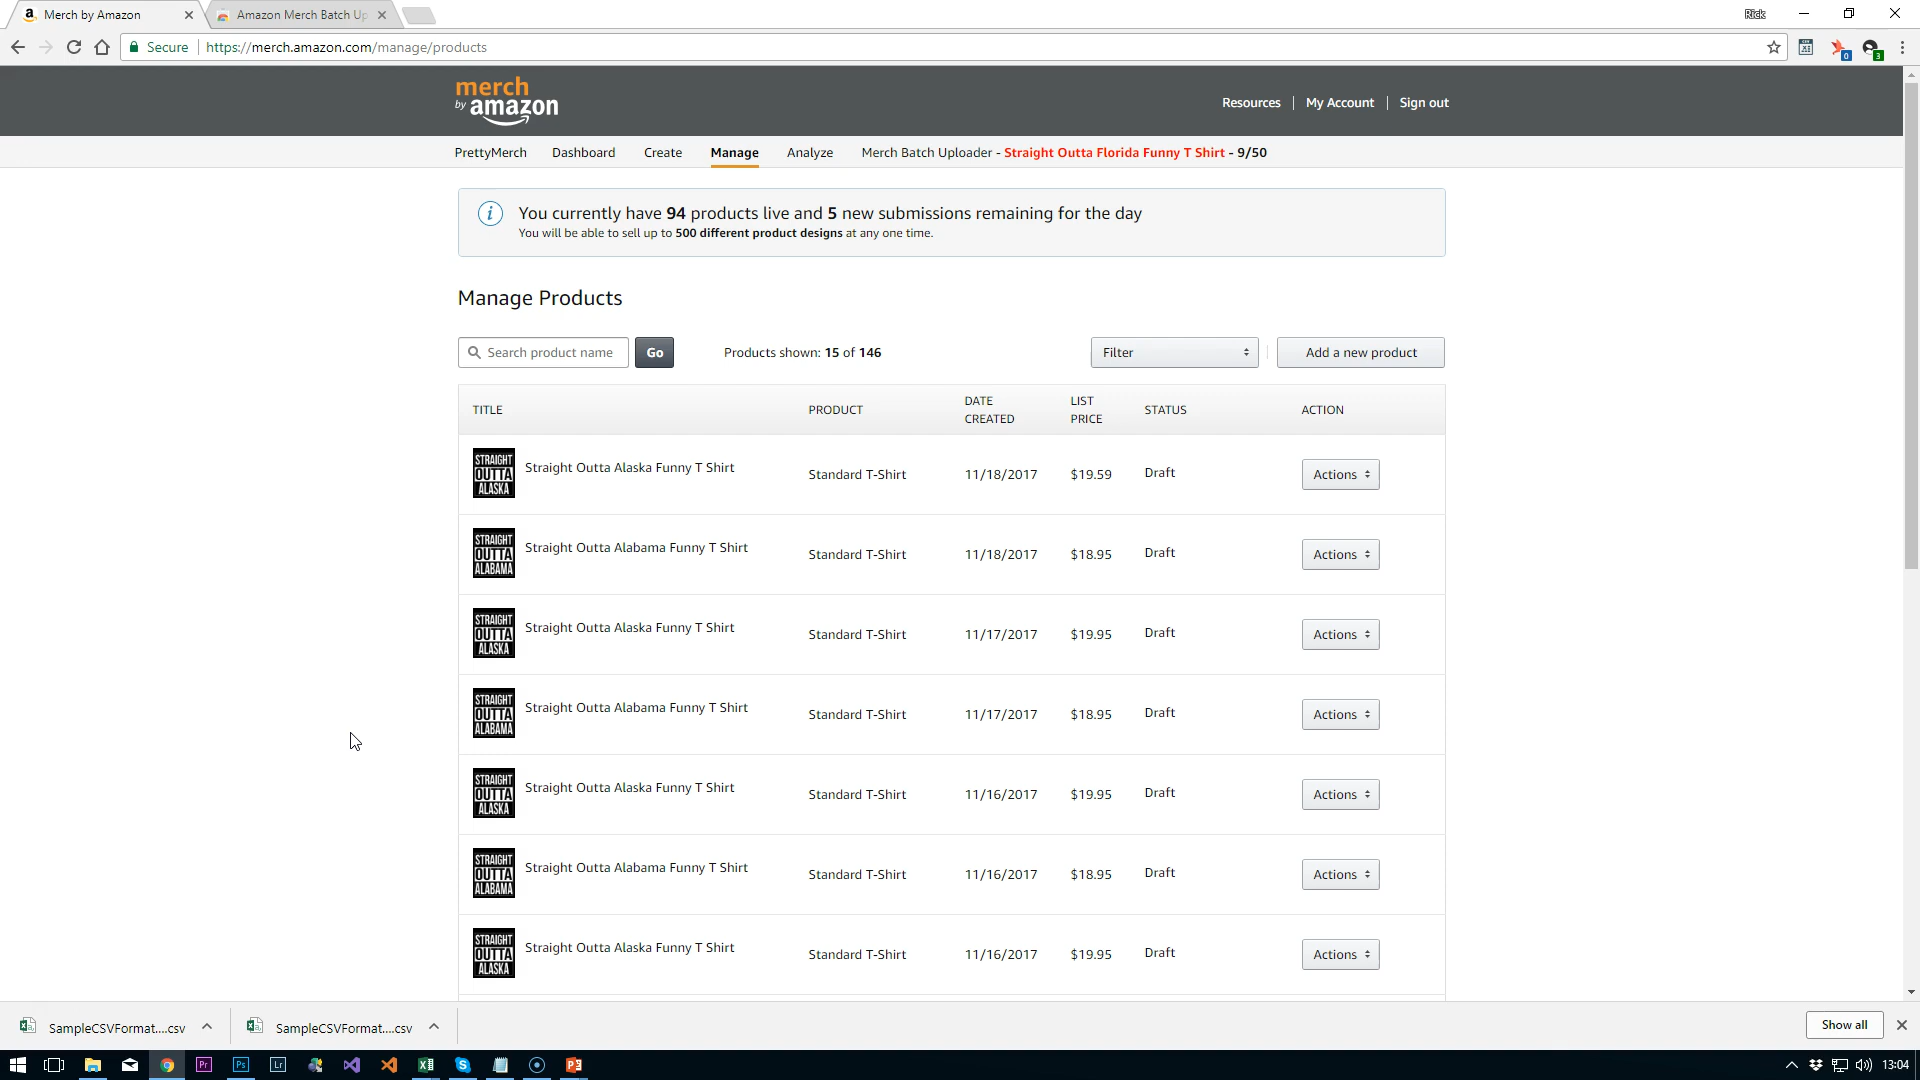 Merch by Amazon
Amazon Merch Batch Up
Rick
Secure
https://merch.amazon.com/manage/products
0
3
merch
by amazon
Resources
My Account
Sign out
PrettyMerch
Dashboard
Create
Manage
Analyze
Merch Batch Uploader - Straight Outta Florida Funny T Shirt - 9/50
You currently have 94 products live and 5 new submissions remaining for the day
You will be able to sell up to 500 different product designs at any one time.
Manage Products
Search product name
Go
Products shown: 15 of 146
Filter
Add a new product
TITLE
PRODUCT
DATE
CREATED
LIST
PRICE
STATUS
ACTION
STRAIGHT
OUTTA
ALASKA
Straight Outta Alaska Funny T Shirt
Standard T-Shirt
11/18/2017
$19.59
Draft
Actions
STRAIGHT
OUTTA
ALABAMA
Straight Outta Alabama Funny T Shirt
Standard T-Shirt
11/18/2017
$18.95
Draft
Actions
STRAIGHT
OUTTA
ALASKA
Straight Outta Alaska Funny T Shirt
Standard T-Shirt
11/17/2017
$19.95
Draft
Actions
STRAIGHT
OUTTA
ALABAMA
Straight Outta Alabama Funny T Shirt
Standard T-Shirt
11/17/2017
$18.95
Draft
Actions
STRAIGHT
OUTTA
ALASKA
Straight Outta Alaska Funny T Shirt
Standard T-Shirt
11/16/2017
$19.95
Draft
Actions
STRAIGHT
OUTTA
ALABAMA
Straight Outta Alabama Funny T Shirt
Standard T-Shirt
11/16/2017
$18.95
Draft
Actions
STRAIGHT
OUTTA
ALASKA
Straight Outta Alaska Funny T Shirt
Standard T-Shirt
11/16/2017
$19.95
Draft
Actions
SampleCSVFormat....csv
SampleCSVFormat....csv
Show all
Pr
Ps
Lr
13:04